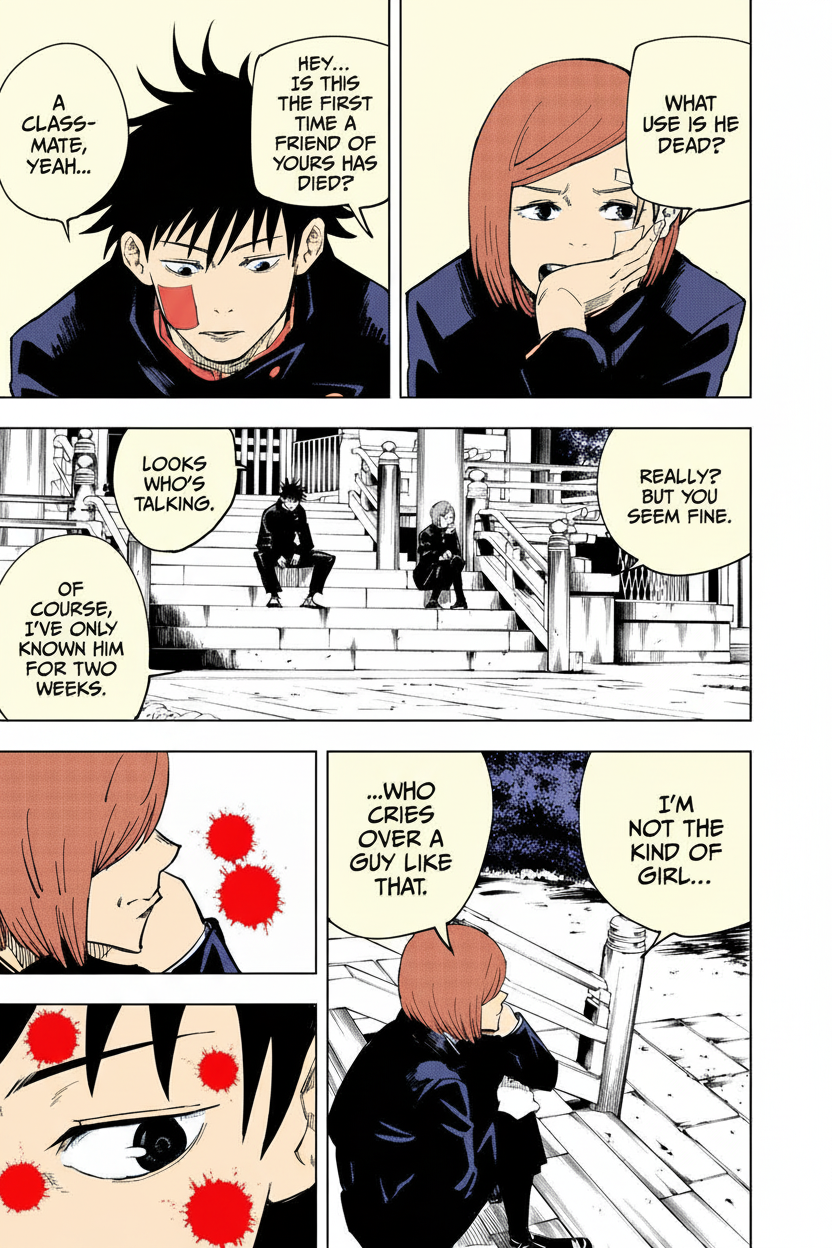 WHAT
USE IS HE
DEAD?
HEY...
IS THIS
THE FIRST
TIME A
FRIEND OF
YOURS HAS
DIED?
A
CLASS-
MATE,
YEAH...
REALLY?
BUT YOU
SEEM FINE.
LOOKS
WHO'S
TALKING.
OF
COURSE,
I'VE ONLY
KNOWN HIM
FOR TWO
WEEKS.
I'M
NOT THE
KIND OF
GIRL...
...WHO
CRIES
OVER A
GUY LIKE
THAT.